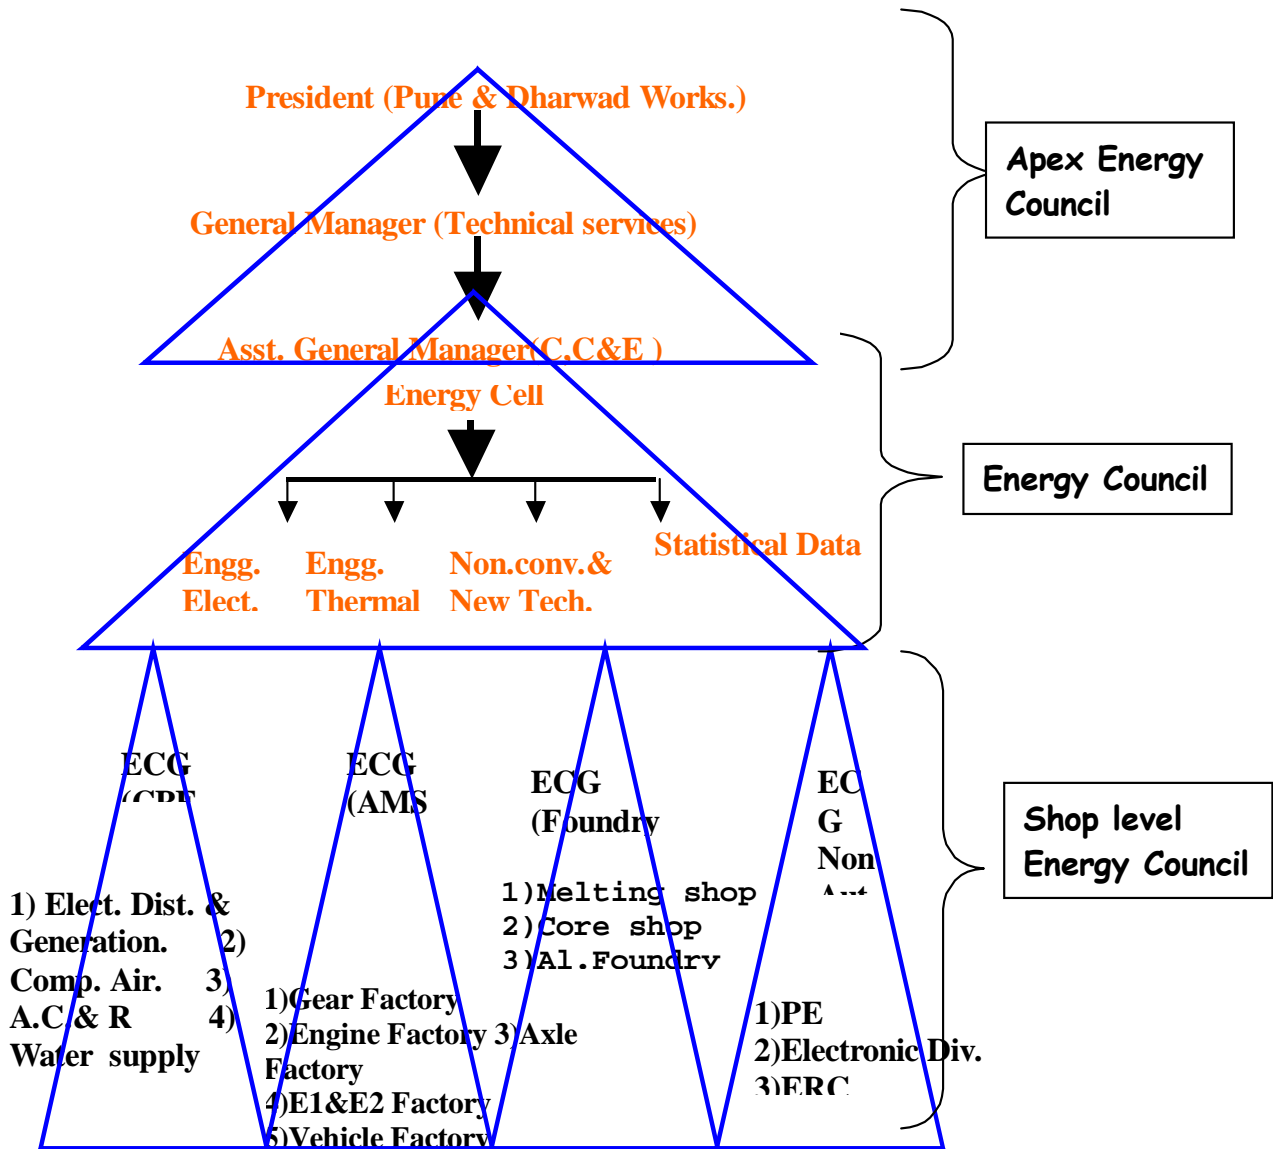 President (Pune & Dharwad Works.)
Apex Energy
Council
General Manager (Technical services)
Asst. General Manager(C,C&E )
Energy Cell
Energy Council
Statistical Data
Engg.
Elect.
Engg.
Thermal
Non.conv.&
New Tech.
ECG
ECG
(AMS
ECG
(Foundry
EC
G
Non
Shop level
Energy Council
1) Elect. Dist. &
Generation. 2)
Comp. Air. 3)
A.C.& R 4)
Water supply
1)Gear Factory
2)Engine Factory 3)Axle
Factory
4)E1&E2 Factory
5)Vehicle Factory
1)Melting shop
2)Core shop
3)Al.Foundry
1)PE
2)Electronic Div.
3)ERC